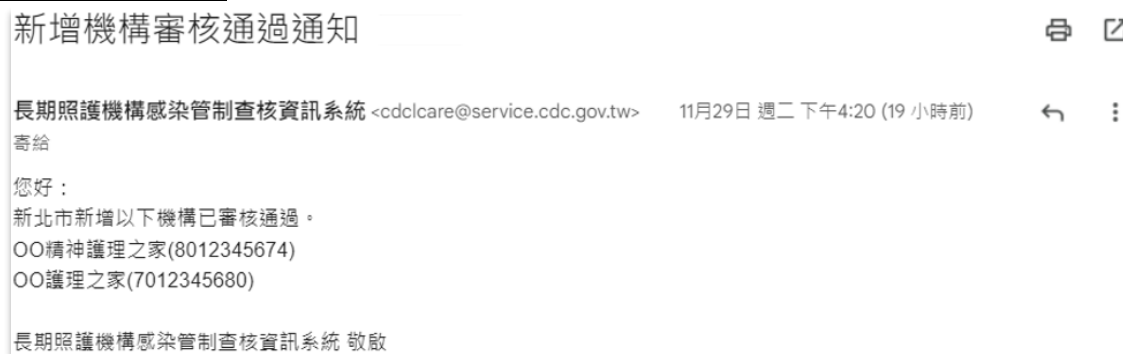 新增機構審核通過通知
長期照護機構感染管制查核資訊系統 <cdclcare@service.cdc.gov.tw> 11月29日 週二 下午4:20 (19 小時前)
寄給
您好：
新北市新增以下機構已審核通過。
OO精神護理之家(8012345674)
OO護理之家(7012345680)
長期照護機構感染管制查核資訊系統 敬啟